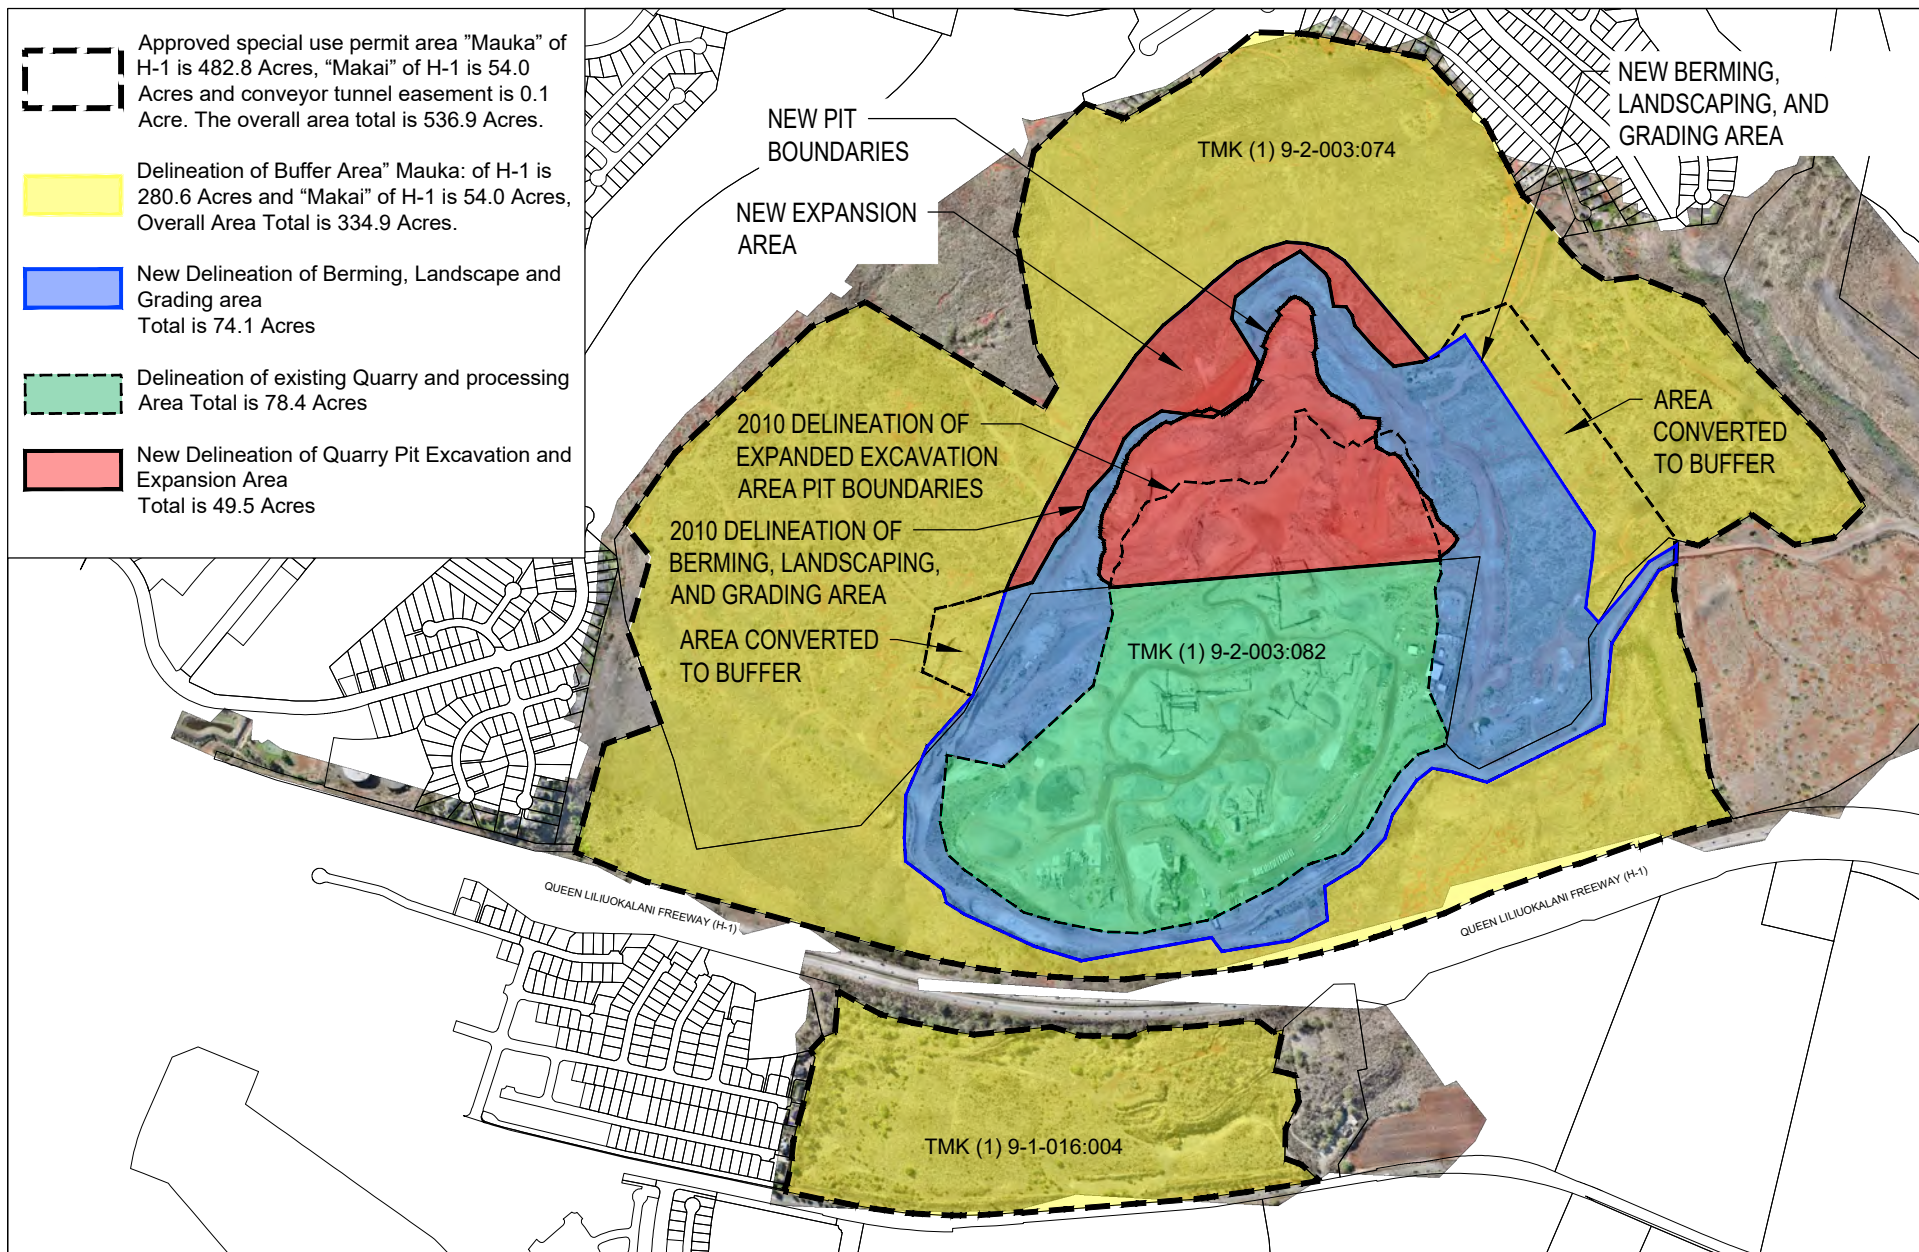 Approved special use permit area ”Mauka” of
H-1 is 482.8 Acres, “Makai” of H-1 is 54.0
Acres and conveyor tunnel easement is 0.1
Acre. The overall area total is 536.9 Acres.
Delineation of Buffer Area” Mauka: of H-1 is
280.6 Acres and “Makai” of H-1 is 54.0 Acres,
Overall Area Total is 334.9 Acres.
New Delineation of Berming, Landscape and
Grading area
Total is 74.1 Acres
Delineation of existing Quarry and processing
Area Total is 78.4 Acres
New Delineation of Quarry Pit Excavation and
Expansion Area
Total is 49.5 Acres
NEW PIT
BOUNDARIES
NEW EXPANSION
AREA
TMK (1) 9-2-003:074
NEW BERMING,
LANDSCAPING, AND
GRADING AREA
2010 DELINEATION OF
EXPANDED EXCAVATION
AREA PIT BOUNDARIES
AREA
CONVERTED
TO BUFFER
2010 DELINEATION OF
BERMING, LANDSCAPING,
AND GRADING AREA
AREA CONVERTED
TO BUFFER
TMK (1) 9-2-003:082
QUEEN LILIUOKALANI FREEWAY (H-1)
QUEEN LILIUOKALANI FREEWAY (H-1)
TMK (1) 9-1-016:004